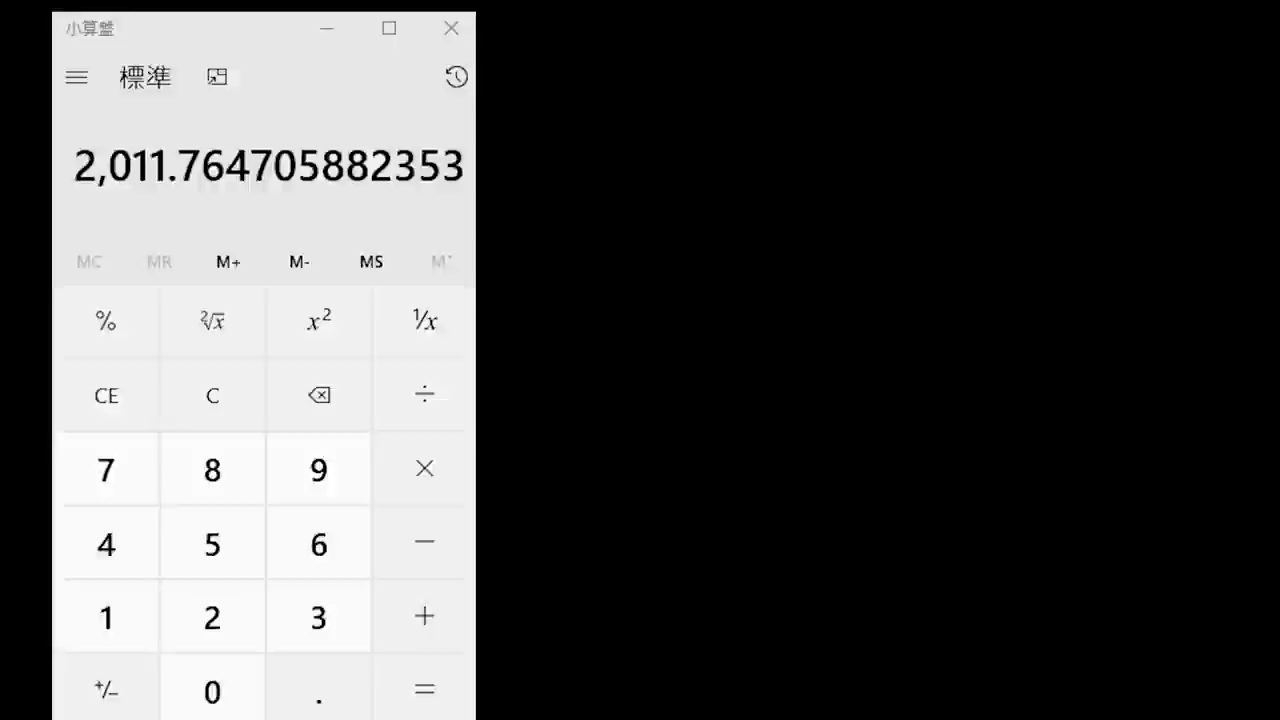 小算盤
標準
2,011.764705882353
MC MR M+ M- MS M˅
% ²√x x² ¹/x
CE C ÷
7 8 9 ×
4 5 6 −
1 2 3 +
+/− 0 . =